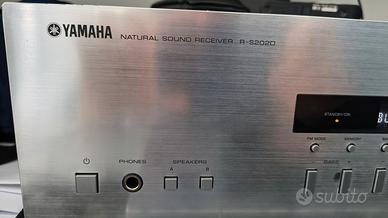 YAMAHA NATURAL SOUND RECEIVER R-S202D
STANDBY/ON
FM MODE MEMORY
PHONES SPEAKERS
BASS
A B
subito